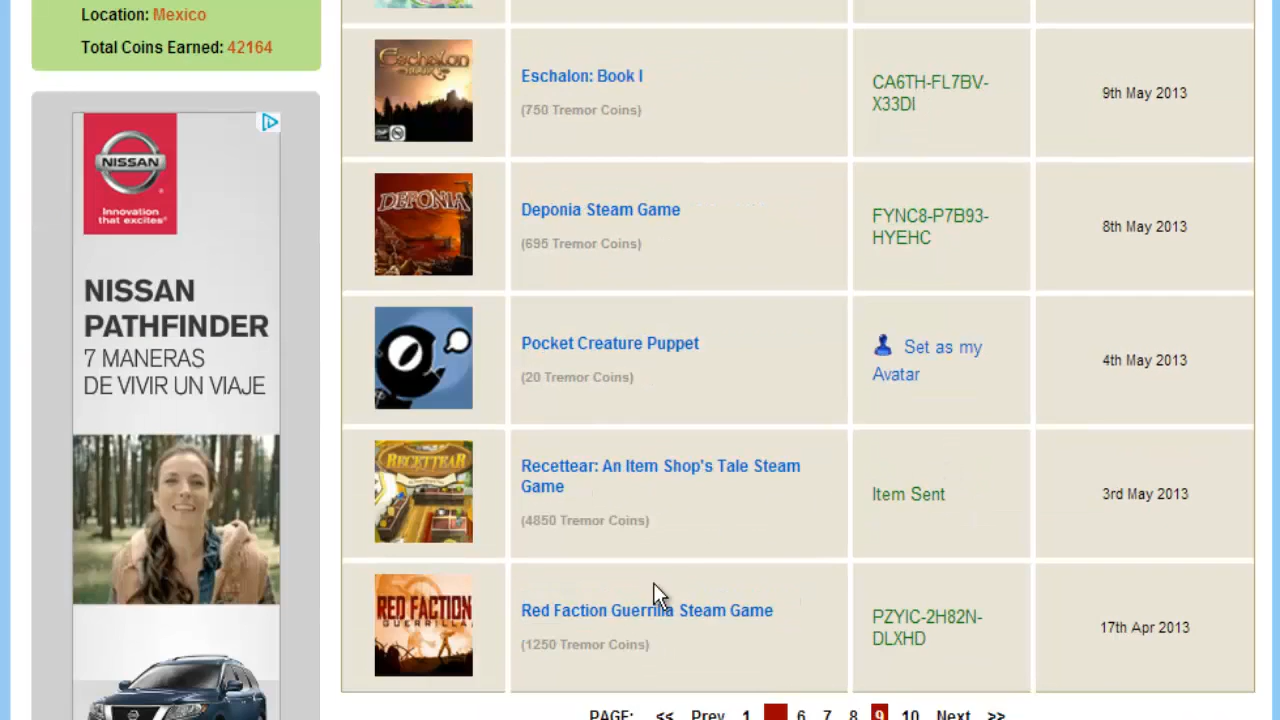 Location: Mexico
Total Coins Earned: 42164
NISSAN
Innovation
that excites
NISSAN
PATHFINDER
7 MANERAS
DE VIVIR UN VIAJE
Eschalon
Eschalon: Book I
(750 Tremor Coins)
CA6TH-FL7BV-
X33DI
9th May 2013
DEPONIA
Deponia Steam Game
(695 Tremor Coins)
FYNC8-P7B93-
HYEHC
8th May 2013
Pocket Creature Puppet
(20 Tremor Coins)
Set as my
Avatar
4th May 2013
RECETTEAR
Recettear: An Item Shop's Tale Steam
Game
(4850 Tremor Coins)
Item Sent
3rd May 2013
RED FACTION
GUERRILLA
Red Faction Guerrilla Steam Game
(1250 Tremor Coins)
PZYIC-2H82N-
DLXHD
17th Apr 2013
PAGE: << Prev 1 6 7 8 9 10 Next >>